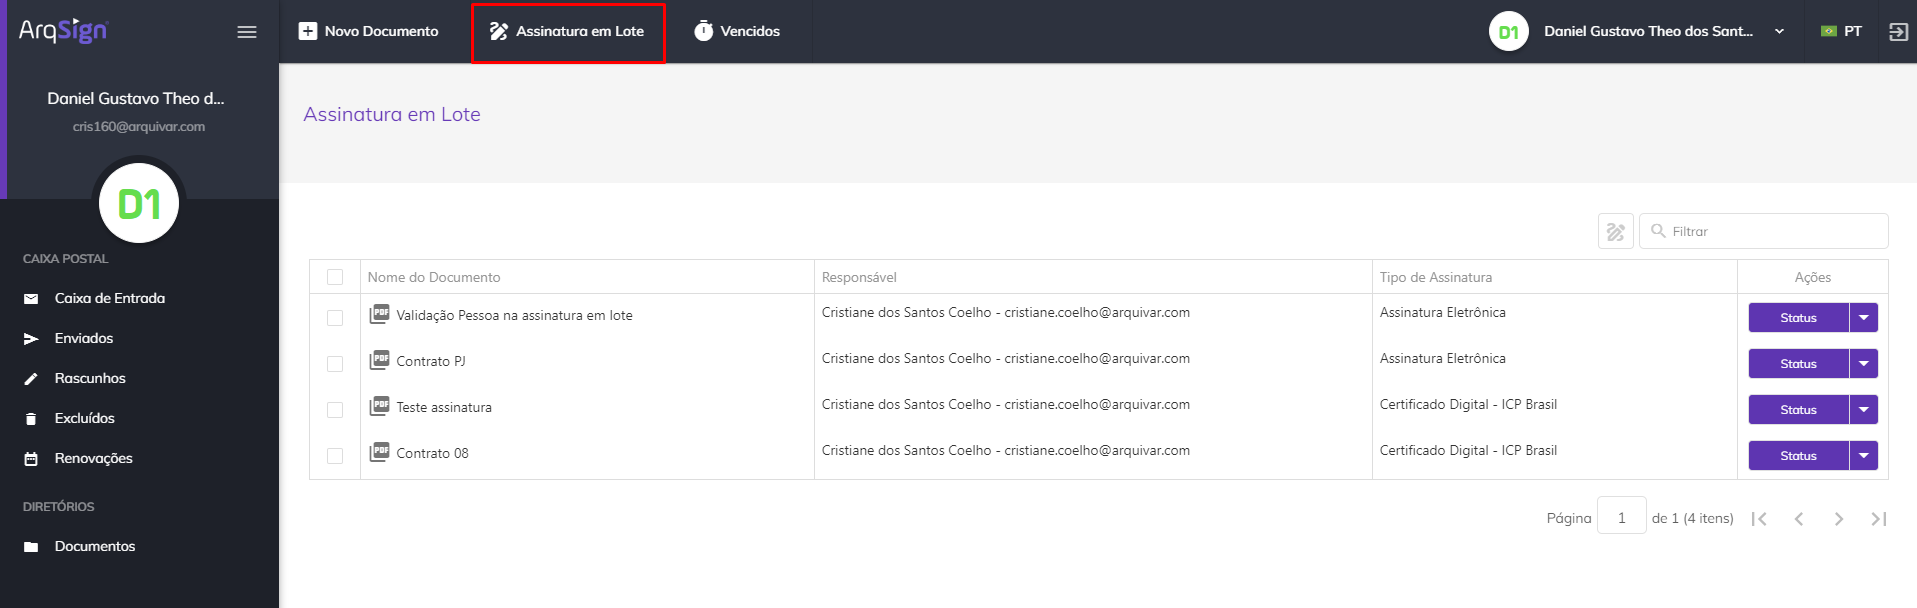 ArqSign
Novo Documento
Assinatura em Lote
Vencidos
D1
Daniel Gustavo Theo dos Sant...
PT
Daniel Gustavo Theo d...
cris160@arquivar.com
D1
CAIXA POSTAL
Caixa de Entrada
Enviados
Rascunhos
Excluídos
Renovações
DIRETÓRIOS
Documentos
Assinatura em Lote
Filtrar
Nome do Documento Responsável Tipo de Assinatura Ações
PDF Validação Pessoa na assinatura em lote Cristiane dos Santos Coelho - cristiane.coelho@arquivar.com Assinatura Eletrônica Status
PDF Contrato PJ Cristiane dos Santos Coelho - cristiane.coelho@arquivar.com Assinatura Eletrônica Status
PDF Teste assinatura Cristiane dos Santos Coelho - cristiane.coelho@arquivar.com Certificado Digital - ICP Brasil Status
PDF Contrato 08 Cristiane dos Santos Coelho - cristiane.coelho@arquivar.com Certificado Digital - ICP Brasil Status
Página 1 de 1 (4 itens)